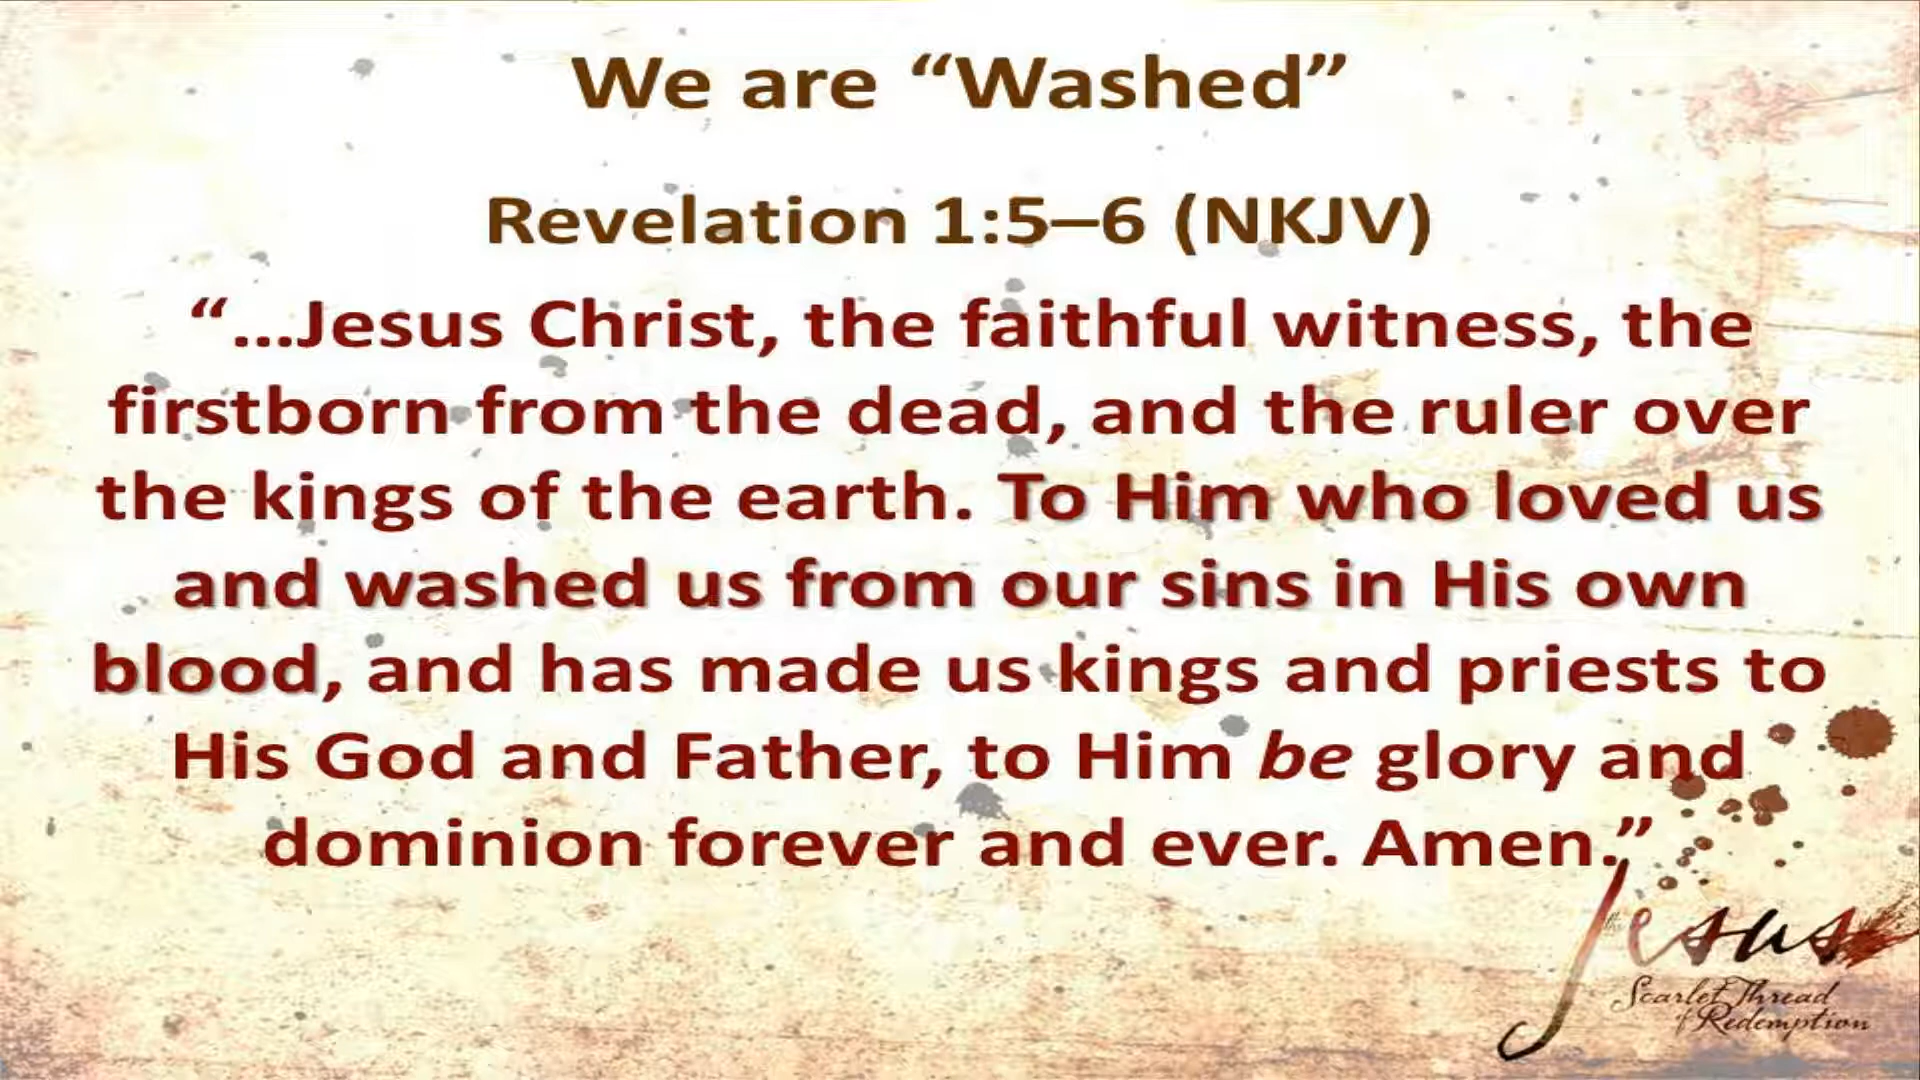 We are “Washed”
Revelation 1:5–6 (NKJV)
“…Jesus Christ, the faithful witness, the
firstborn from the dead, and the ruler over
the kings of the earth. To Him who loved us
and washed us from our sins in His own
blood, and has made us kings and priests to
His God and Father, to Him be glory and
dominion forever and ever. Amen.”
Jesus
Scarlet Thread
of Redemption